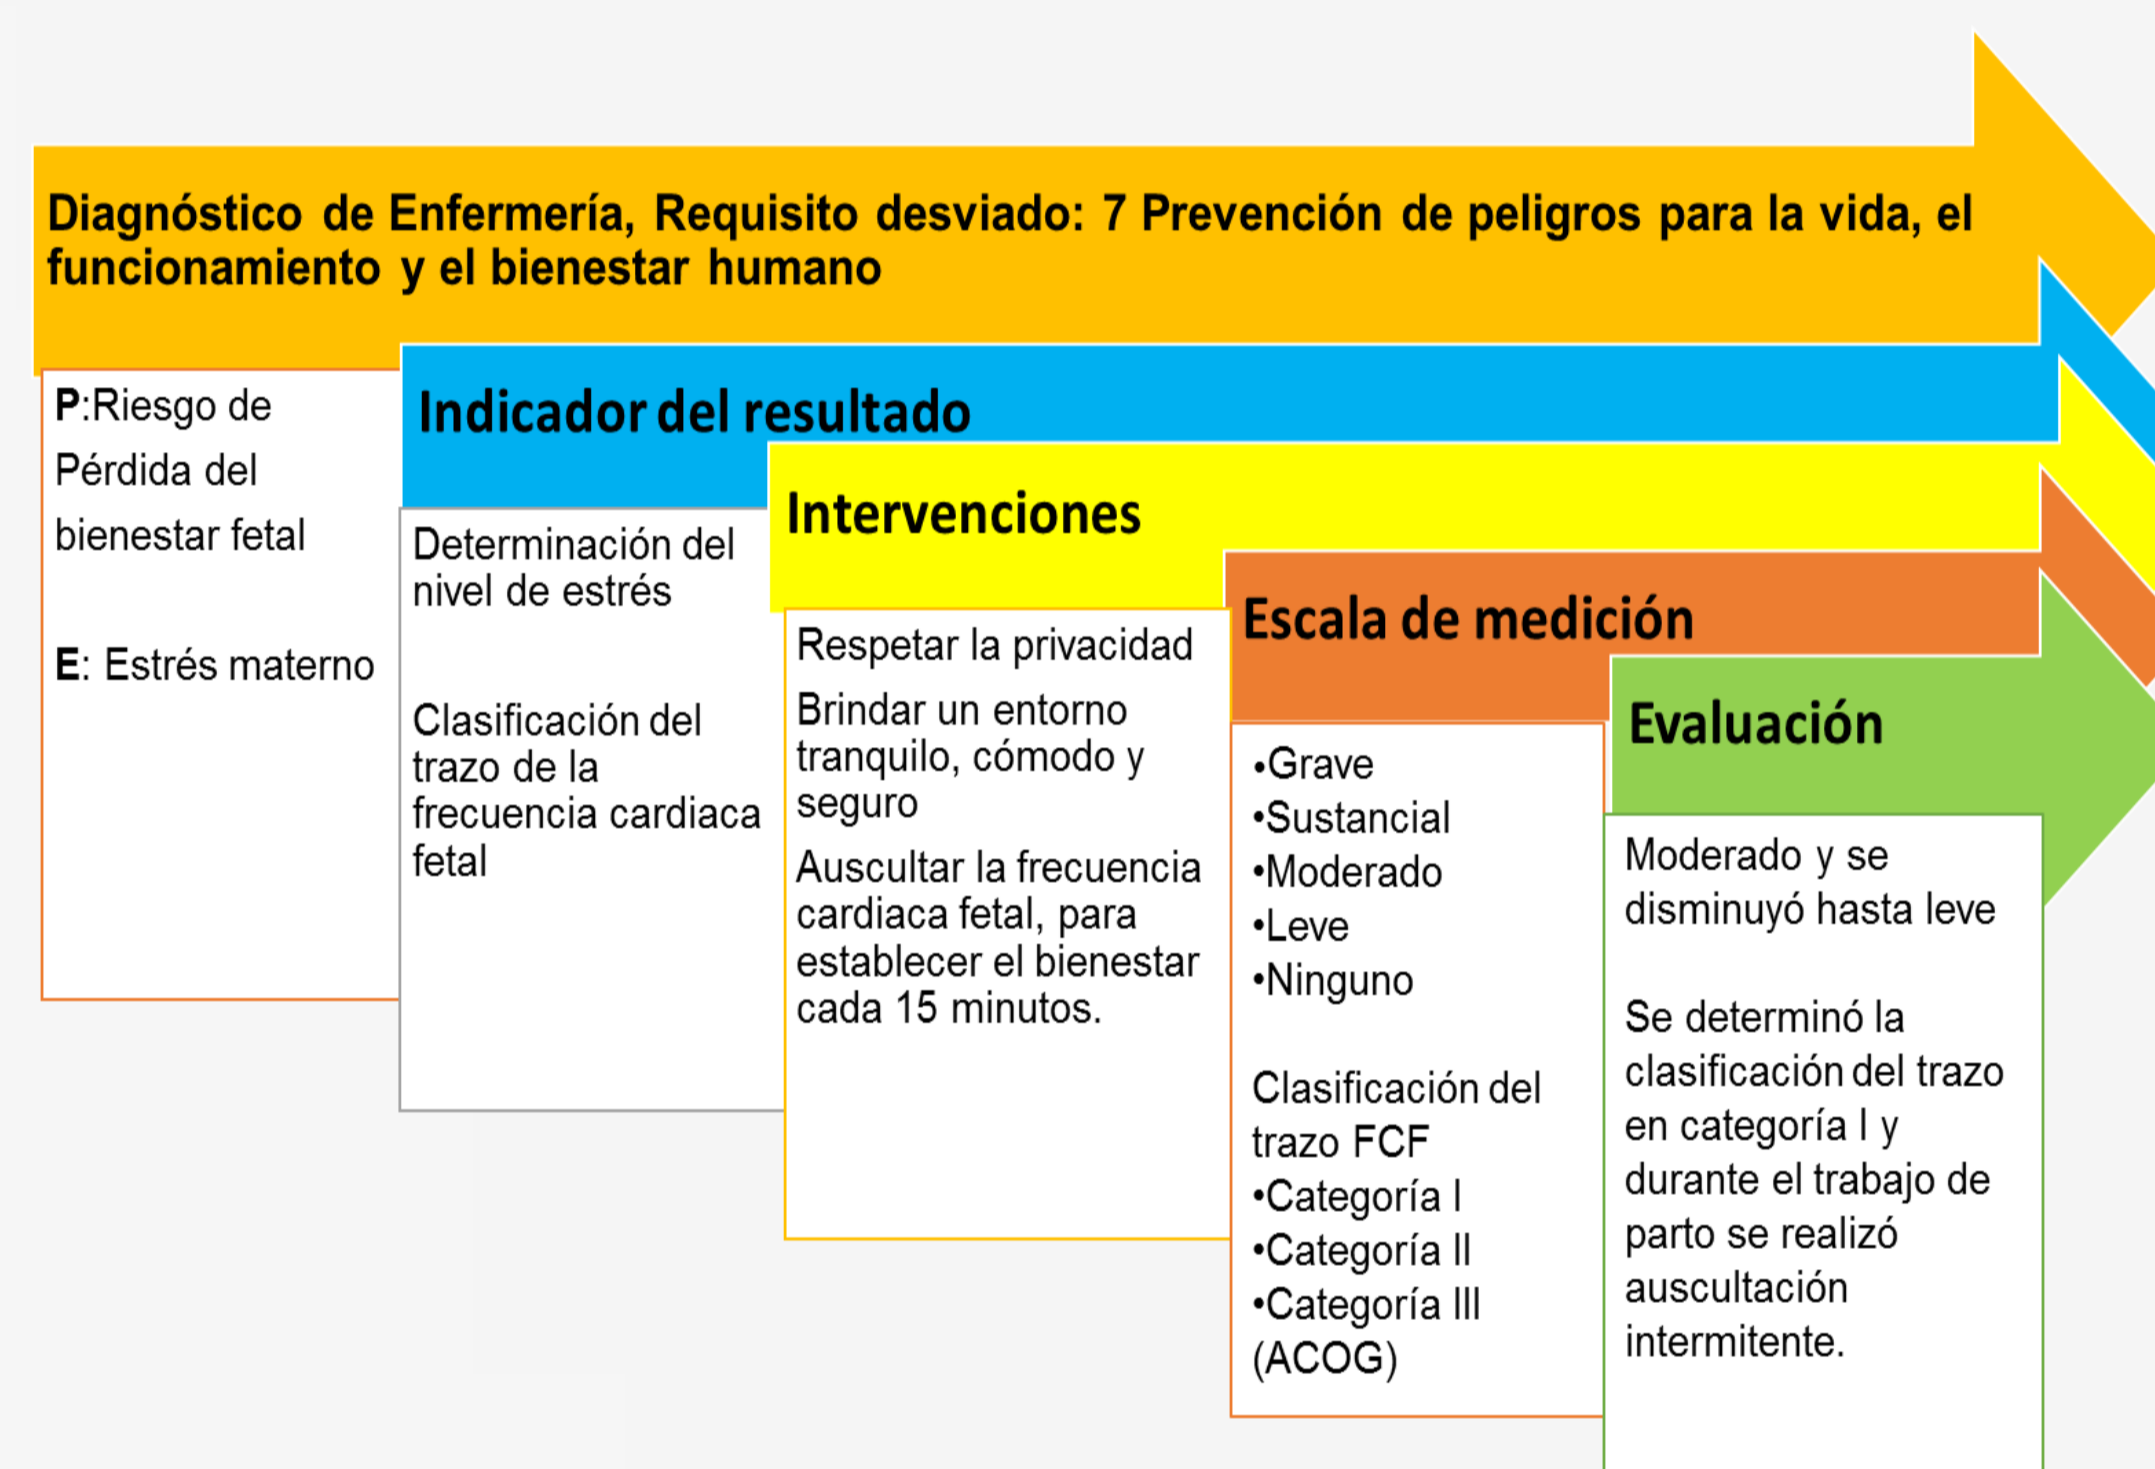 Diagnóstico de Enfermería, Requisito desviado: 7 Prevención de peligros para la vida, el
funcionamiento y el bienestar humano
P:Riesgo de
Pérdida del
bienestar fetal
E: Estrés materno
Indicador del resultado
Determinación del
nivel de estrés
Clasificación del
trazo de la
frecuencia cardiaca
fetal
Intervenciones
Respetar la privacidad
Brindar un entorno
tranquilo, cómodo y
seguro
Auscultar la frecuencia
cardiaca fetal, para
establecer el bienestar
cada 15 minutos.
Escala de medición
•Grave
•Sustancial
•Moderado
•Leve
•Ninguno
Clasificación del
trazo FCF
•Categoría I
•Categoría II
•Categoría III
(ACOG)
Evaluación
Moderado y se
disminuyó hasta leve
Se determinó la
clasificación del trazo
en categoría I y
durante el trabajo de
parto se realizó
auscultación
intermitente.